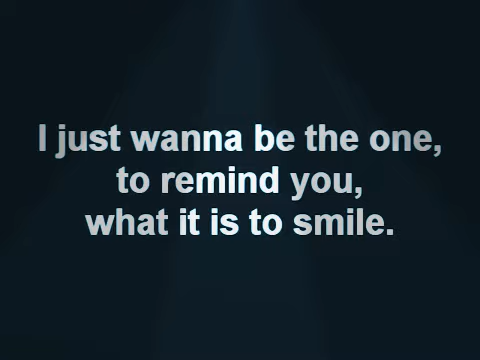 I just wanna be the one,
to remind you,
what it is to smile.